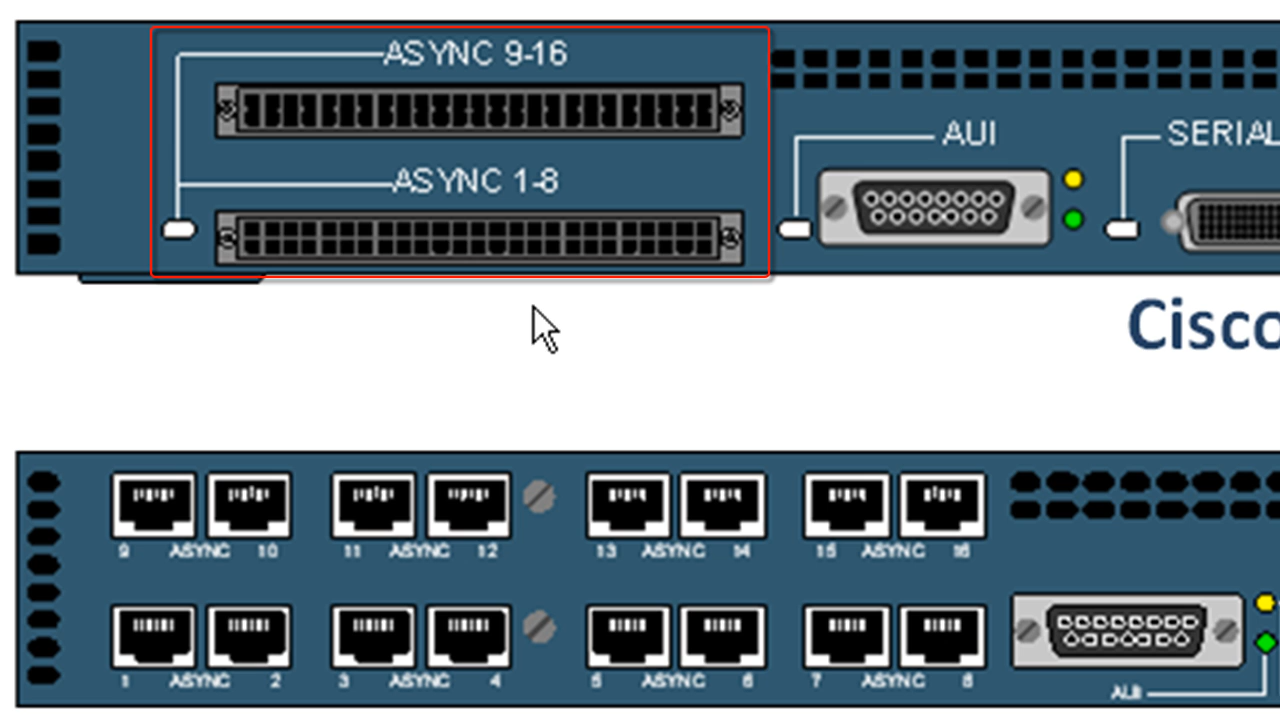 ASYNC 9-16
ASYNC 1-8
AUI
SERIAL
Cisco
9 ASYNC 10
11 ASYNC 12
13 ASYNC 14
15 ASYNC 16
1 ASYNC 2
3 ASYNC 4
5 ASYNC 6
7 ASYNC 8